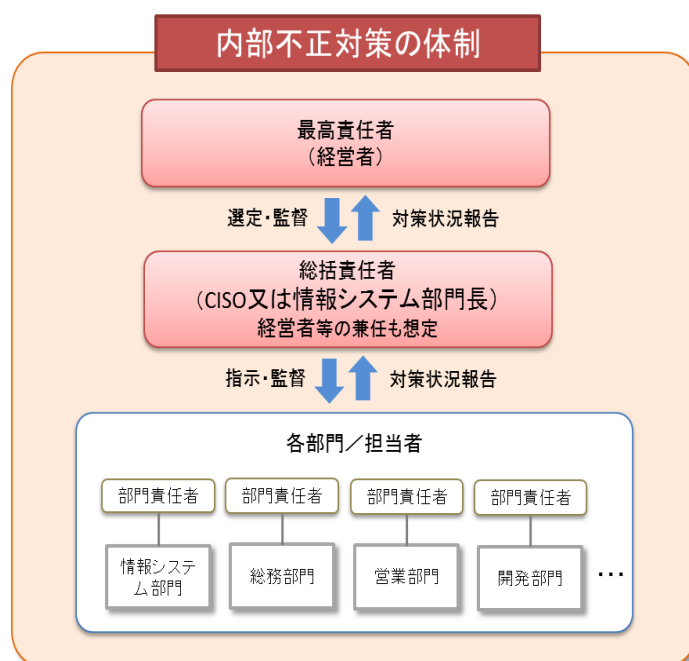 内部不正対策の体制
最高責任者
（経営者）
選定・監督
対策状況報告
総括責任者
（CISO又は情報システム部門長）
経営者等の兼任も想定
指示・監督
対策状況報告
各部門／担当者
部門責任者
部門責任者
部門責任者
部門責任者
情報システ
ム部門
総務部門
営業部門
開発部門
…